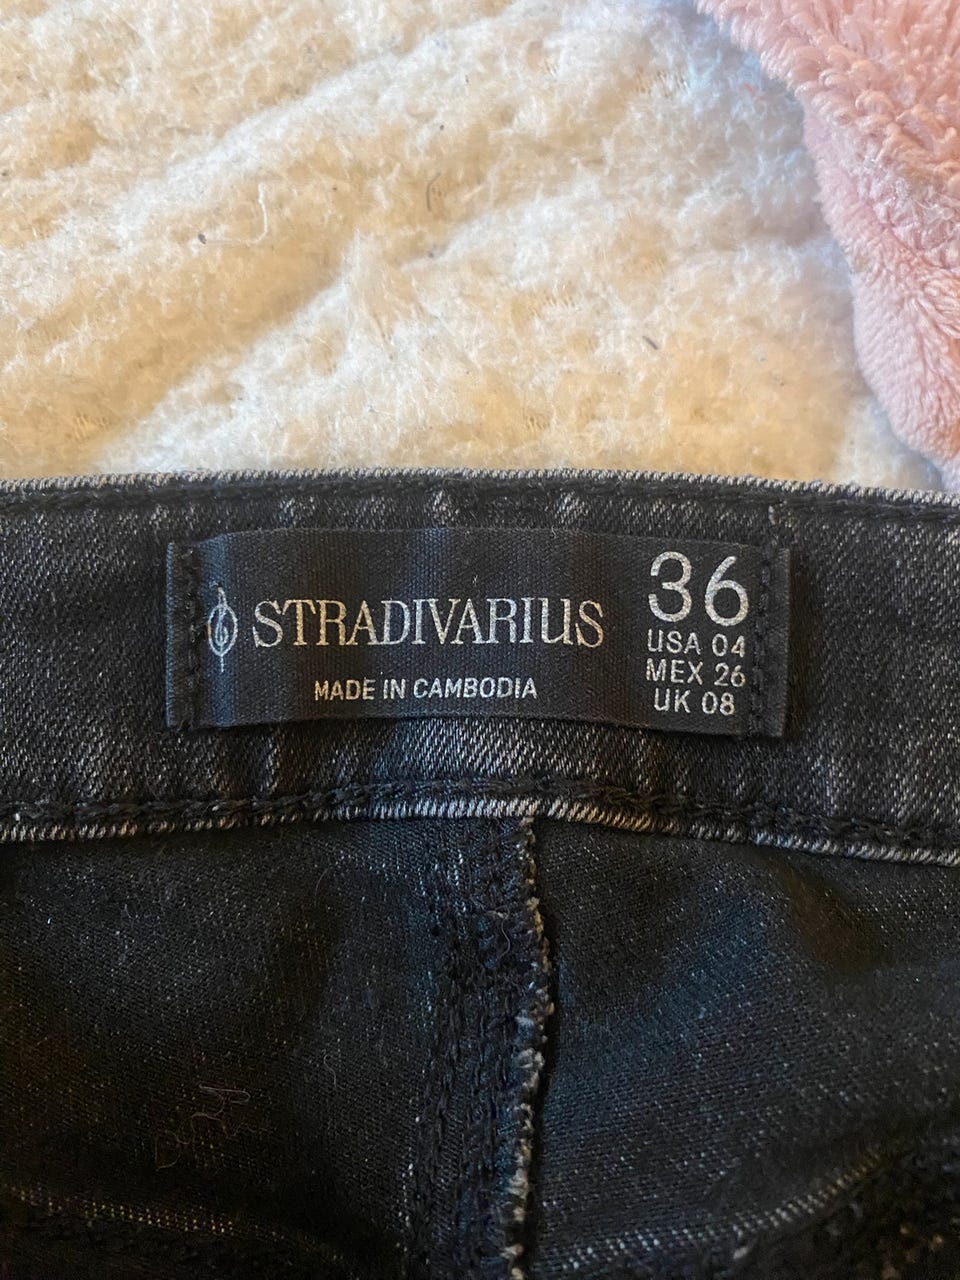 STRADIVARIUS
MADE IN CAMBODIA
36
USA 04
MEX 26
UK 08